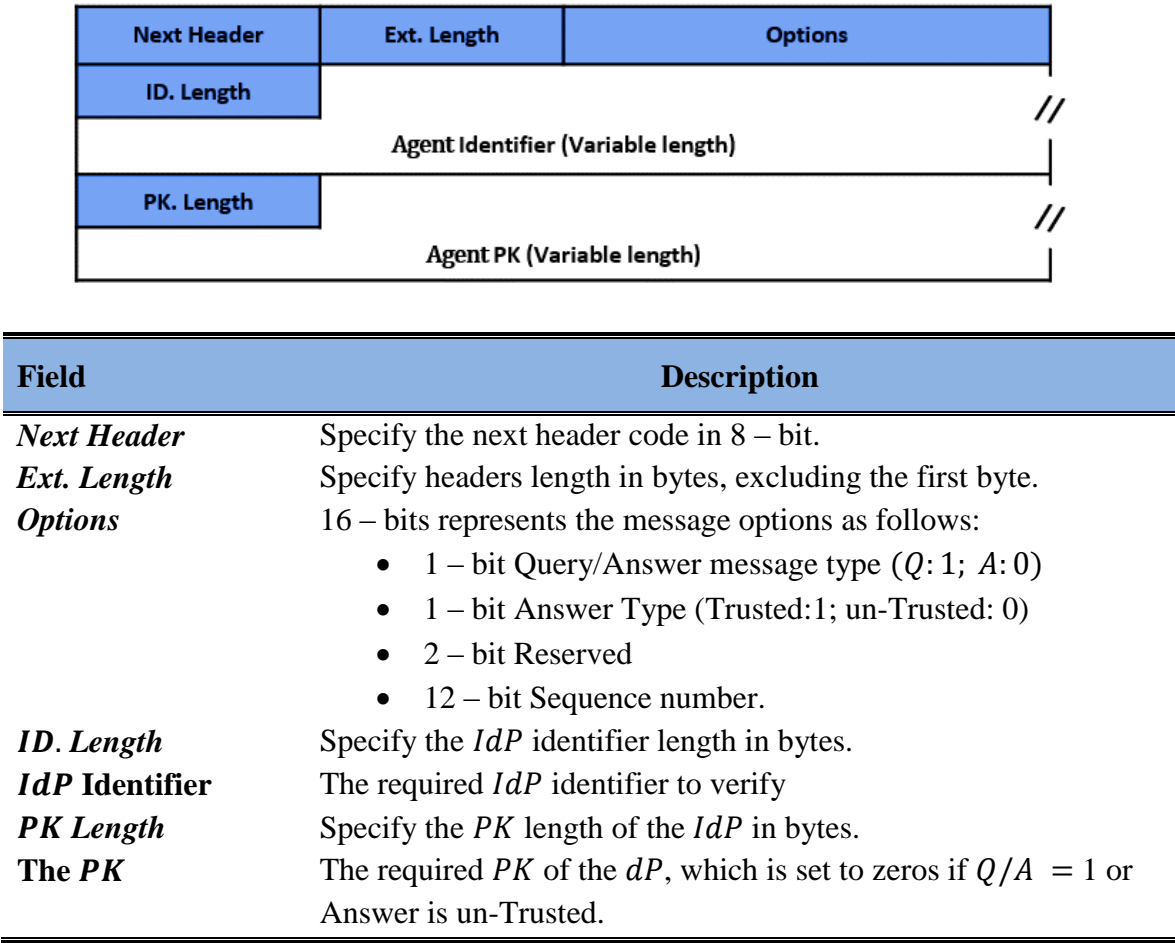 Next Header Ext. Length Options
ID. Length
//
Agent Identifier (Variable length)
PK. Length
//
Agent PK (Variable length)
Field Description
Next Header Specify the next header code in 8 – bit.
Ext. Length Specify headers length in bytes, excluding the first byte.
Options 16 – bits represents the message options as follows:
• 1 – bit Query/Answer message type (Q: 1; A: 0)
• 1 – bit Answer Type (Trusted:1; un-Trusted: 0)
• 2 – bit Reserved
• 12 – bit Sequence number.
ID. Length Specify the IdP identifier length in bytes.
IdP Identifier The required IdP identifier to verify
PK Length Specify the PK length of the IdP in bytes.
The PK The required PK of the dP, which is set to zeros if Q/A = 1 or
Answer is un-Trusted.